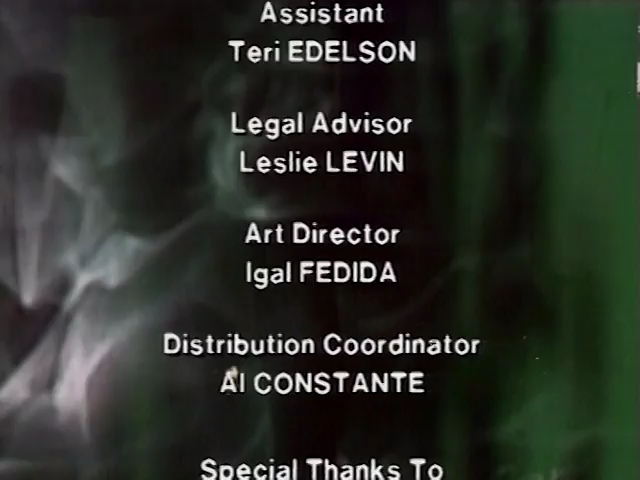 Assistant
Teri EDELSON
Legal Advisor
Leslie LEVIN
Art Director
Igal FEDIDA
Distribution Coordinator
Al CONSTANTE
Special Thanks To